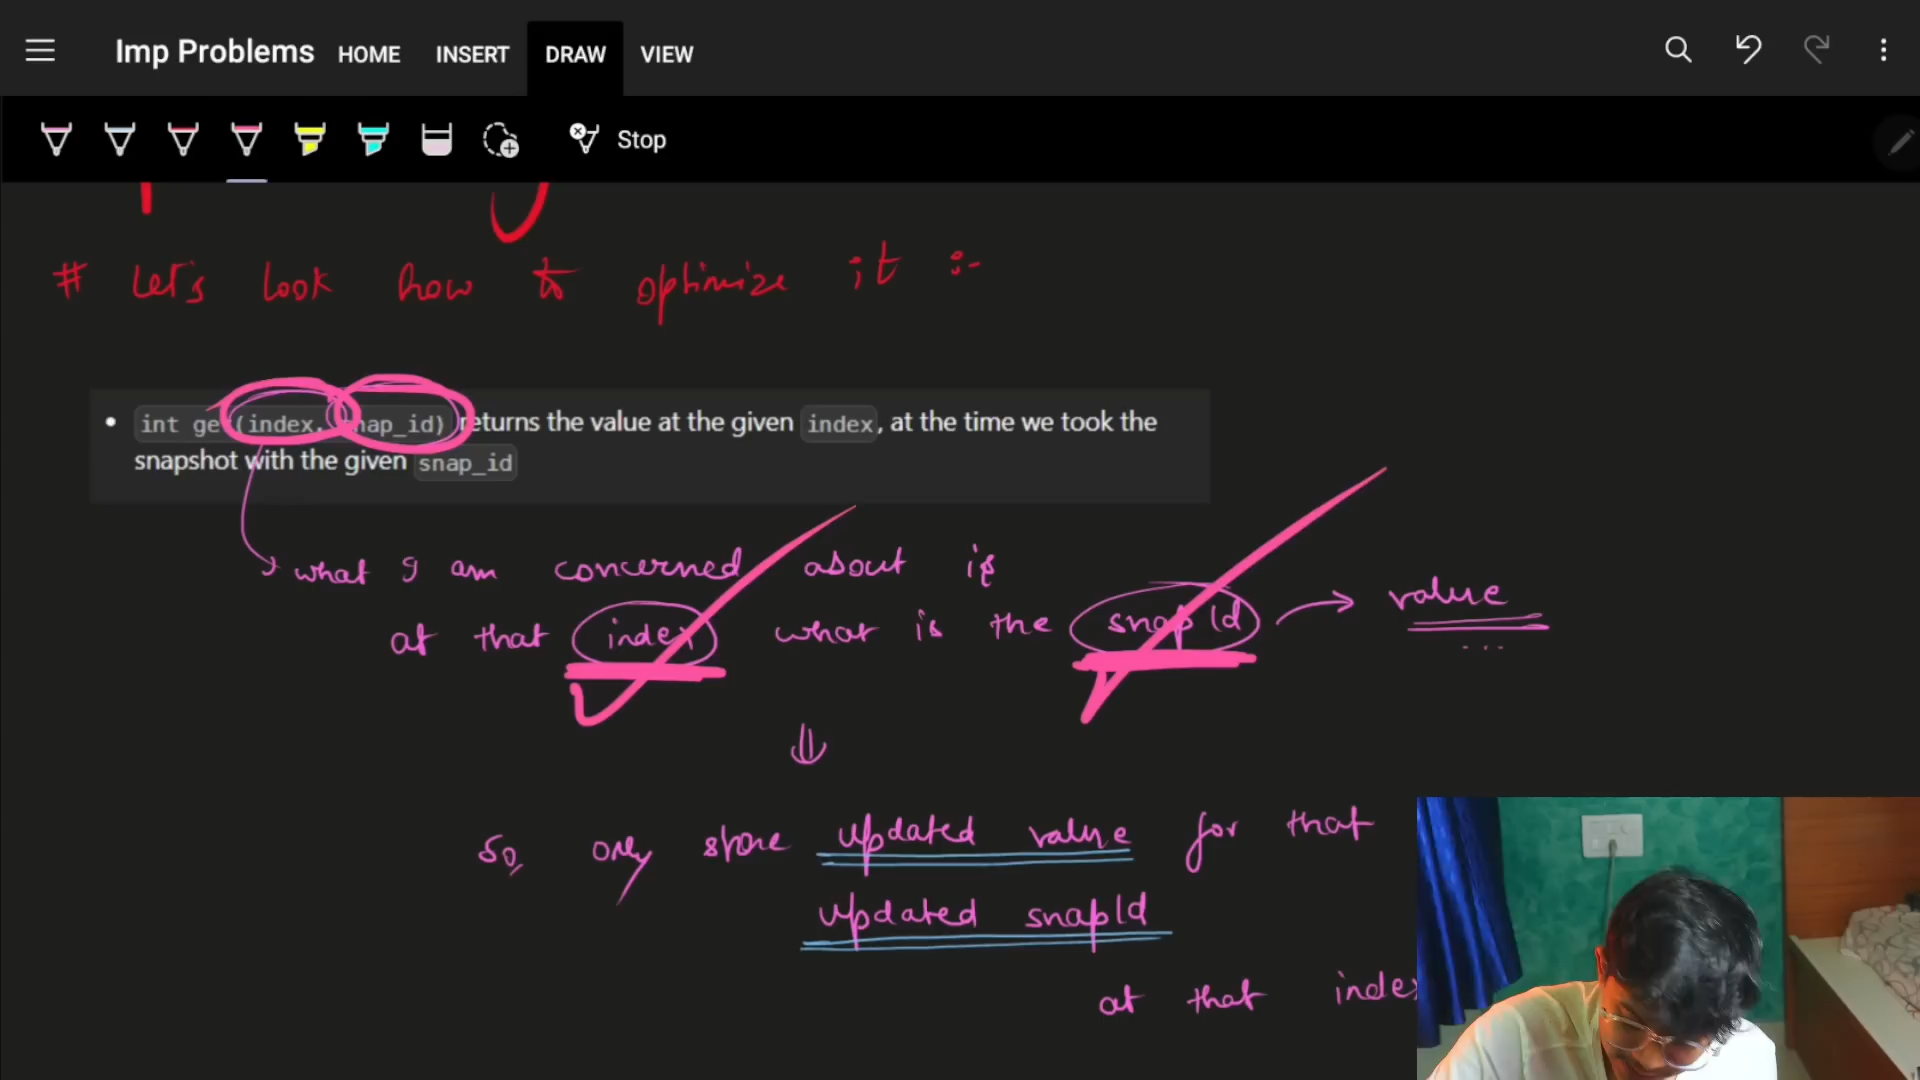 Imp Problems HOME INSERT DRAW VIEW
Stop
# Let's look how to optimize it :-
int ge (index, snap_id) returns the value at the given index, at the time we took the
snapshot with the given snap_id
what I am concerned about is
at that index what is the snapId → value
so, only store updated value for that
updated snapId
at that index